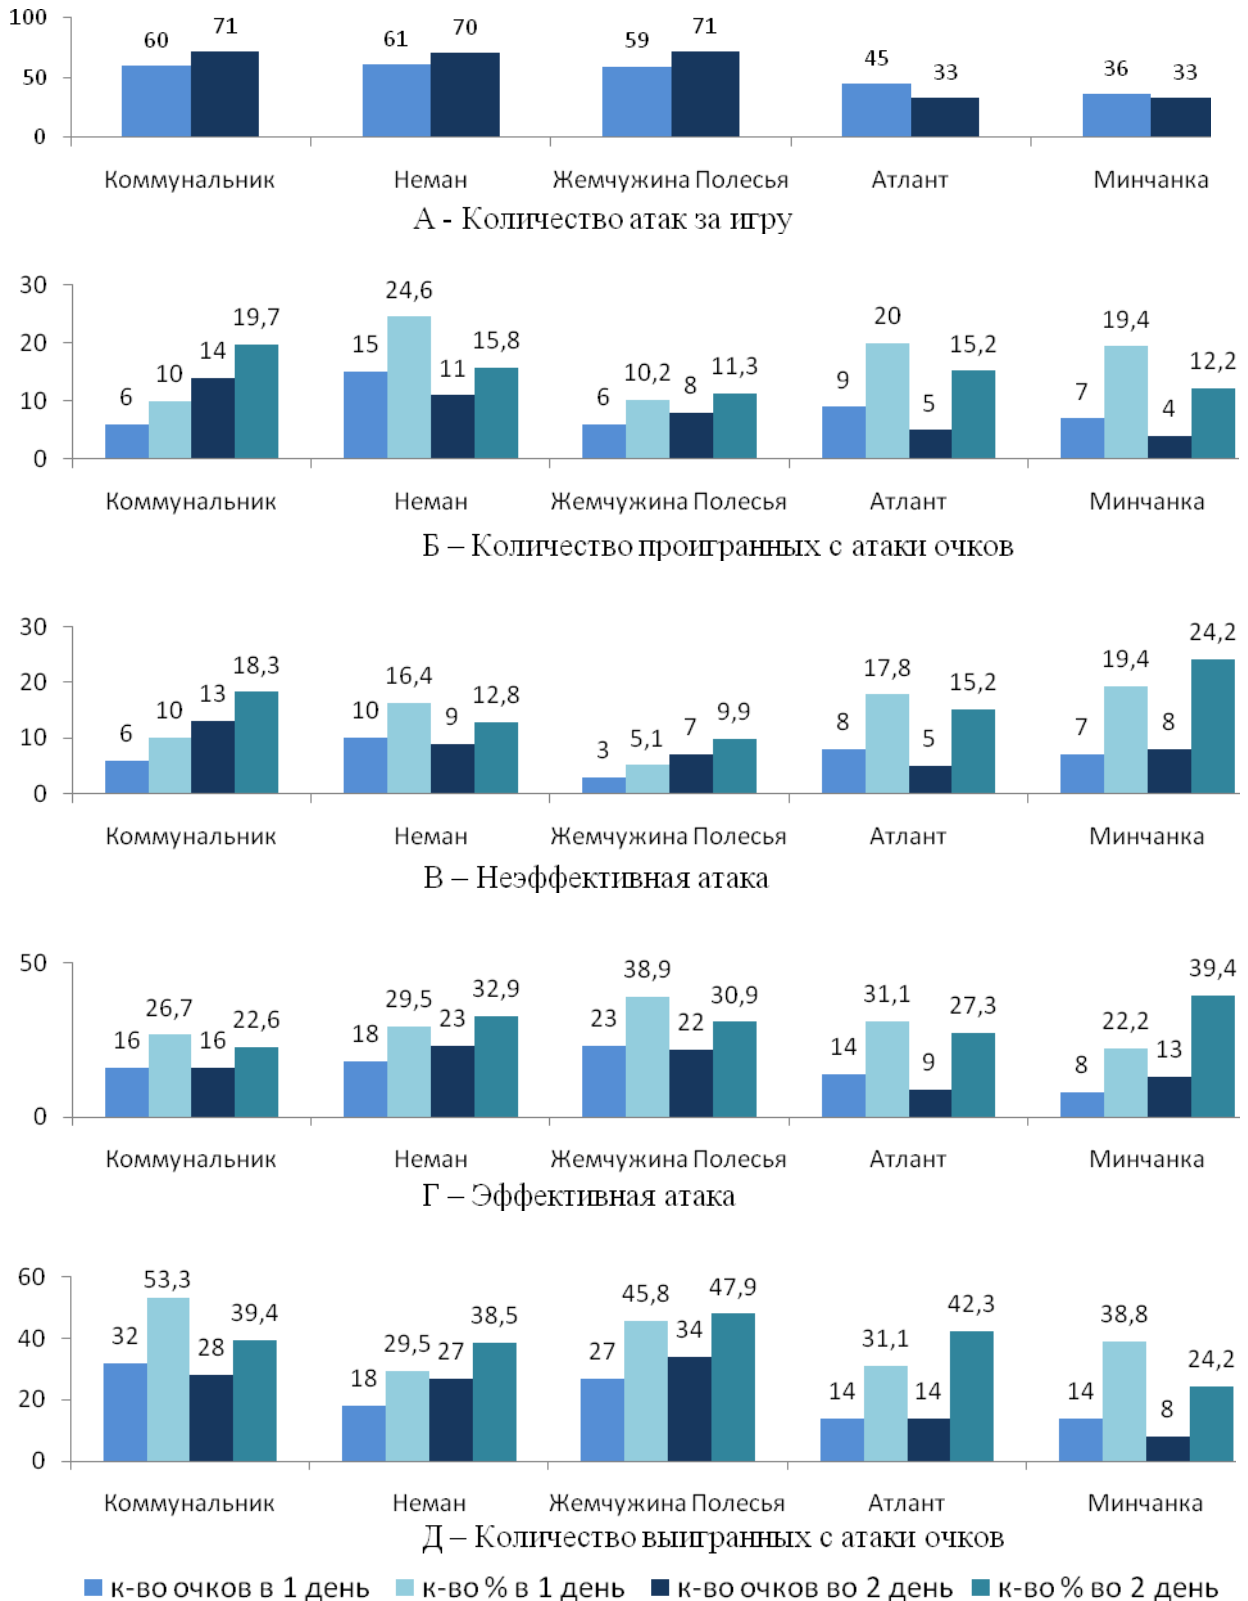 100
50
0
60 71 61 70 59 71 45 33 36 33
Коммунальник Неман Жемчужина Полесья Атлант Минчанка
А - Количество атак за игру
30
20
10
0
6 10 14 19,7 15 24,6 11 15,8 6 10,2 8 11,3 9 20 5 15,2 7 19,4 4 12,2
Коммунальник Неман Жемчужина Полесья Атлант Минчанка
Б – Количество проигранных с атаки очков
30
20
10
0
6 10 13 18,3 10 16,4 9 12,8 3 5,1 7 9,9 8 17,8 5 15,2 7 19,4 8 24,2
Коммунальник Неман Жемчужина Полесья Атлант Минчанка
В – Неэффективная атака
50
0
16 26,7 16 22,6 18 29,5 23 32,9 23 38,9 22 30,9 14 31,1 9 27,3 8 22,2 13 39,4
Коммунальник Неман Жемчужина Полесья Атлант Минчанка
Г – Эффективная атака
60
40
20
0
32 53,3 28 39,4 18 29,5 27 38,5 27 45,8 34 47,9 14 31,1 14 42,3 14 38,8 8 24,2
Коммунальник Неман Жемчужина Полесья Атлант Минчанка
Д – Количество выигранных с атаки очков
к-во очков в 1 день к-во % в 1 день к-во очков во 2 день к-во % во 2 день